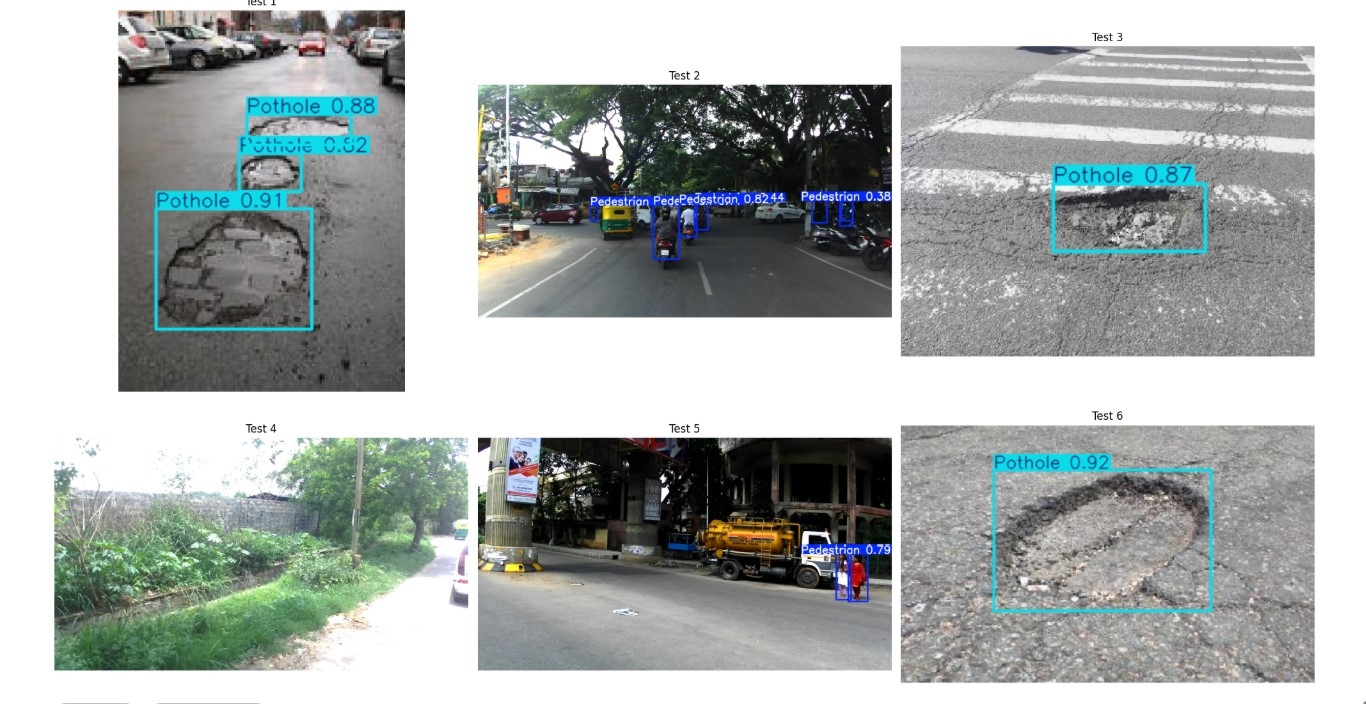 Test 1
Pothole 0.88
Pothole 0.82
Pothole 0.91
Test 2
Pedestrian
Pedestrian 0.82
44
Pedestrian 0.38
Test 3
Pothole 0.87
Test 4
Test 5
Pedestrian 0.79
Test 6
Pothole 0.92